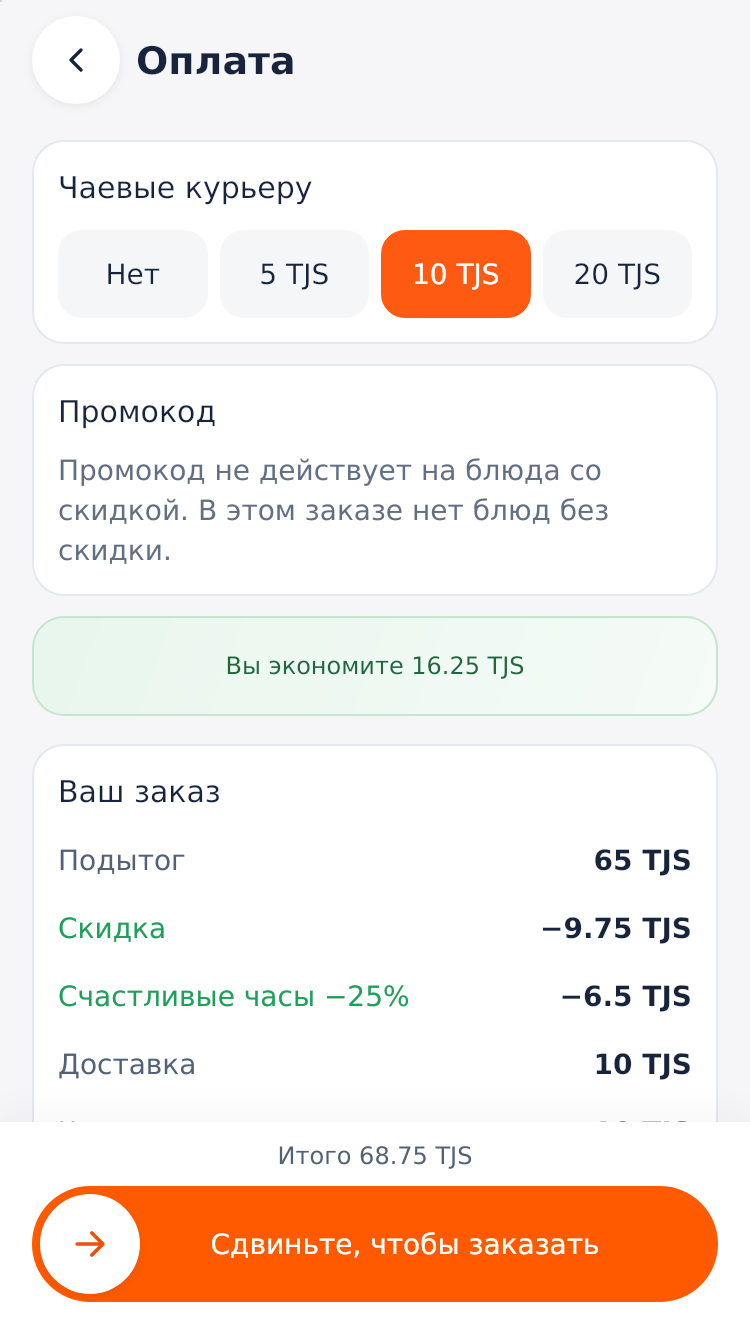 Оплата
Чаевые курьеру
Нет
5 TJS
10 TJS
20 TJS
Промокод
Промокод не действует на блюда со
скидкой. В этом заказе нет блюд без
скидки.
Вы экономите 16.25 TJS
Ваш заказ
Подытог 65 TJS
Скидка −9.75 TJS
Счастливые часы −25% −6.5 TJS
Доставка 10 TJS
Итого 68.75 TJS
Сдвиньте, чтобы заказать